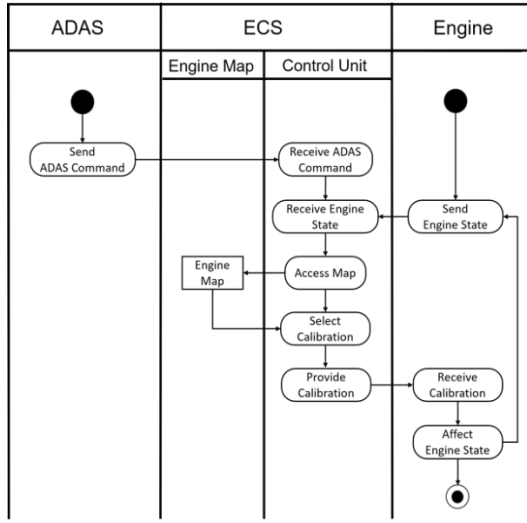 ADAS
ECS
Engine
Engine Map
Control Unit
Send
ADAS Command
Receive ADAS
Command
Receive Engine
State
Send
Engine State
Engine
Map
Access Map
Select
Calibration
Provide
Calibration
Receive
Calibration
Affect
Engine State